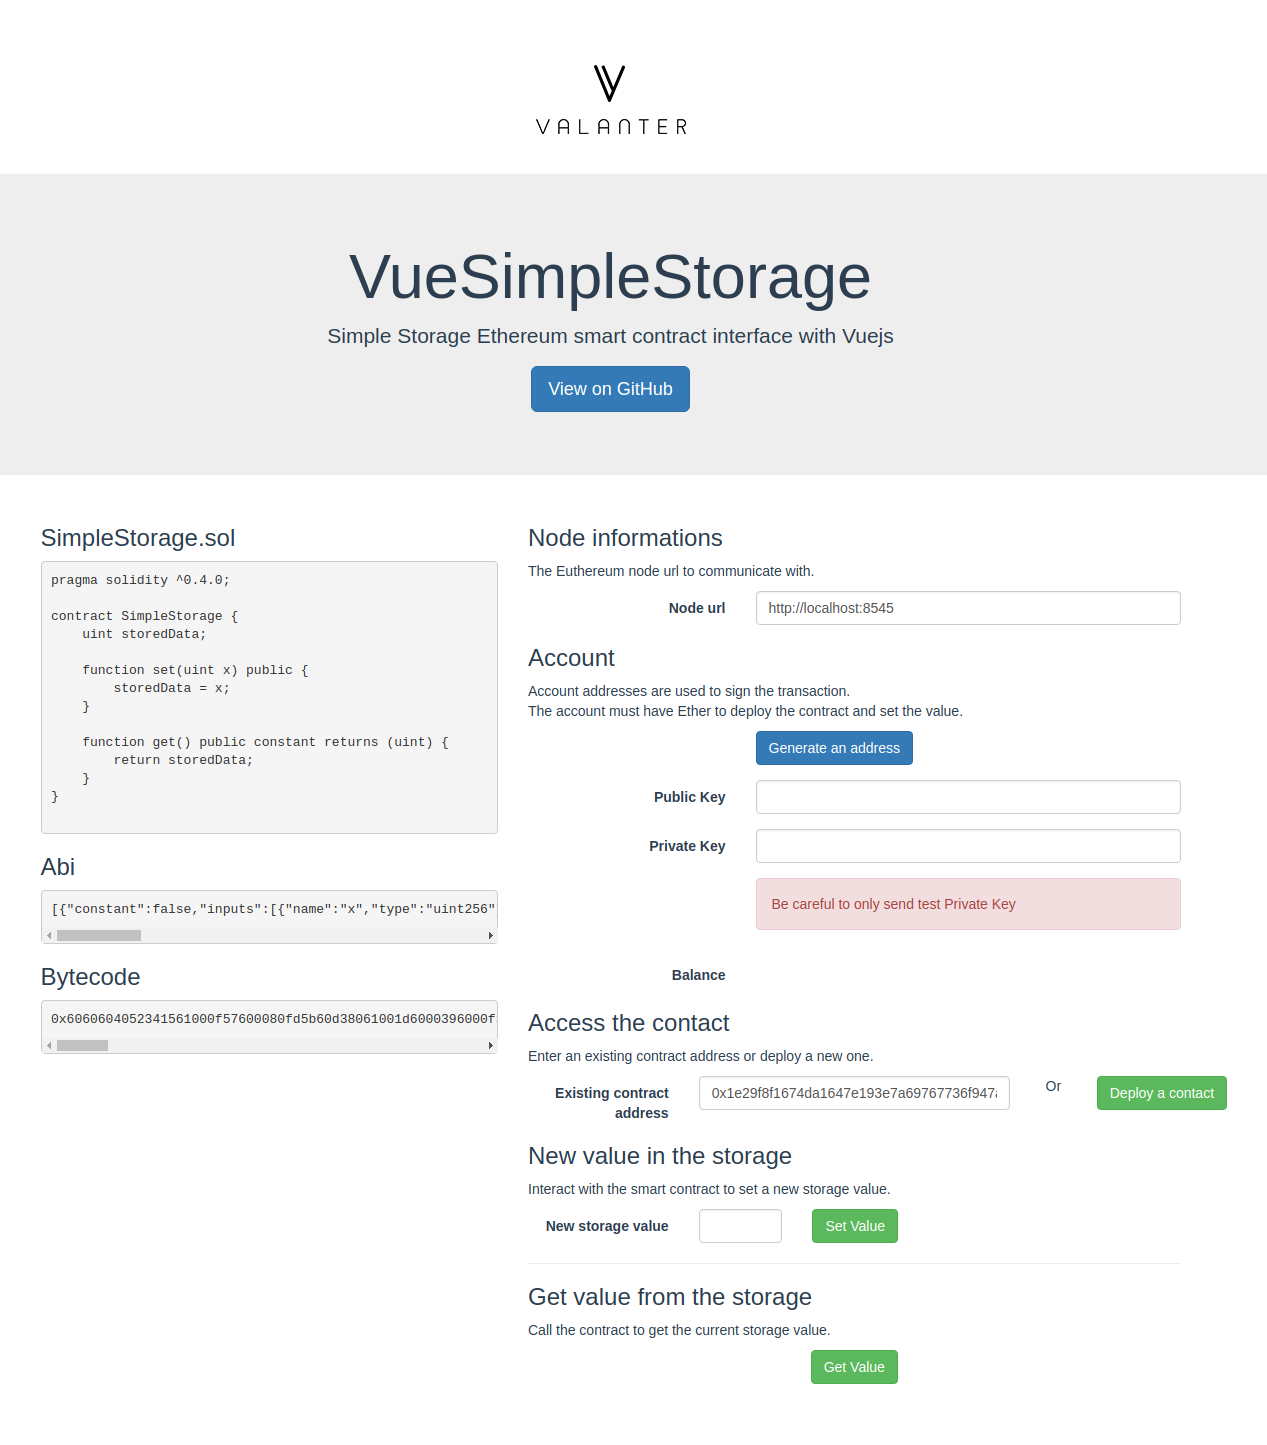 VALANTER
VueSimpleStorage
Simple Storage Ethereum smart contract interface with Vuejs
View on GitHub
SimpleStorage.sol
pragma solidity ^0.4.0;
contract SimpleStorage {
uint storedData;
function set(uint x) public {
storedData = x;
}
function get() public constant returns (uint) {
return storedData;
}
}
Abi
[{"constant":false,"inputs":[{"name":"x","type":"uint256"
Bytecode
0x6060604052341561000f57600080fd5b60d38061001d6000396000f
Node informations
The Euthereum node url to communicate with.
Node url
http://localhost:8545
Account
Account addresses are used to sign the transaction.
The account must have Ether to deploy the contract and set the value.
Generate an address
Public Key
Private Key
Be careful to only send test Private Key
Balance
Access the contact
Enter an existing contract address or deploy a new one.
Existing contract
address
0x1e29f8f1674da1647e193e7a69767736f947a
Or
Deploy a contact
New value in the storage
Interact with the smart contract to set a new storage value.
New storage value
Set Value
Get value from the storage
Call the contract to get the current storage value.
Get Value